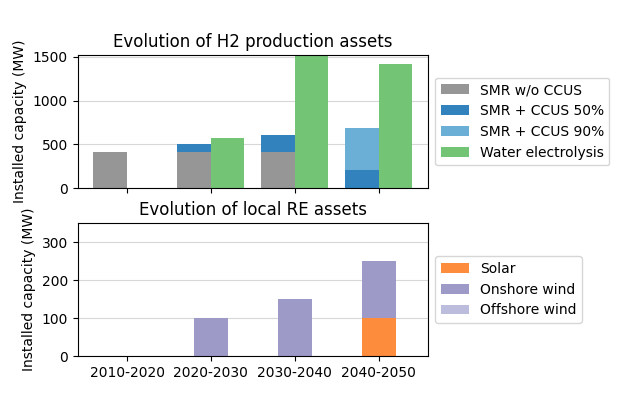 Evolution of H2 production assets
Installed capacity (MW)
1500
1000
500
0
SMR w/o CCUS
SMR + CCUS 50%
SMR + CCUS 90%
Water electrolysis
Evolution of local RE assets
Installed capacity (MW)
300
200
100
0
2010-2020
2020-2030
2030-2040
2040-2050
Solar
Onshore wind
Offshore wind